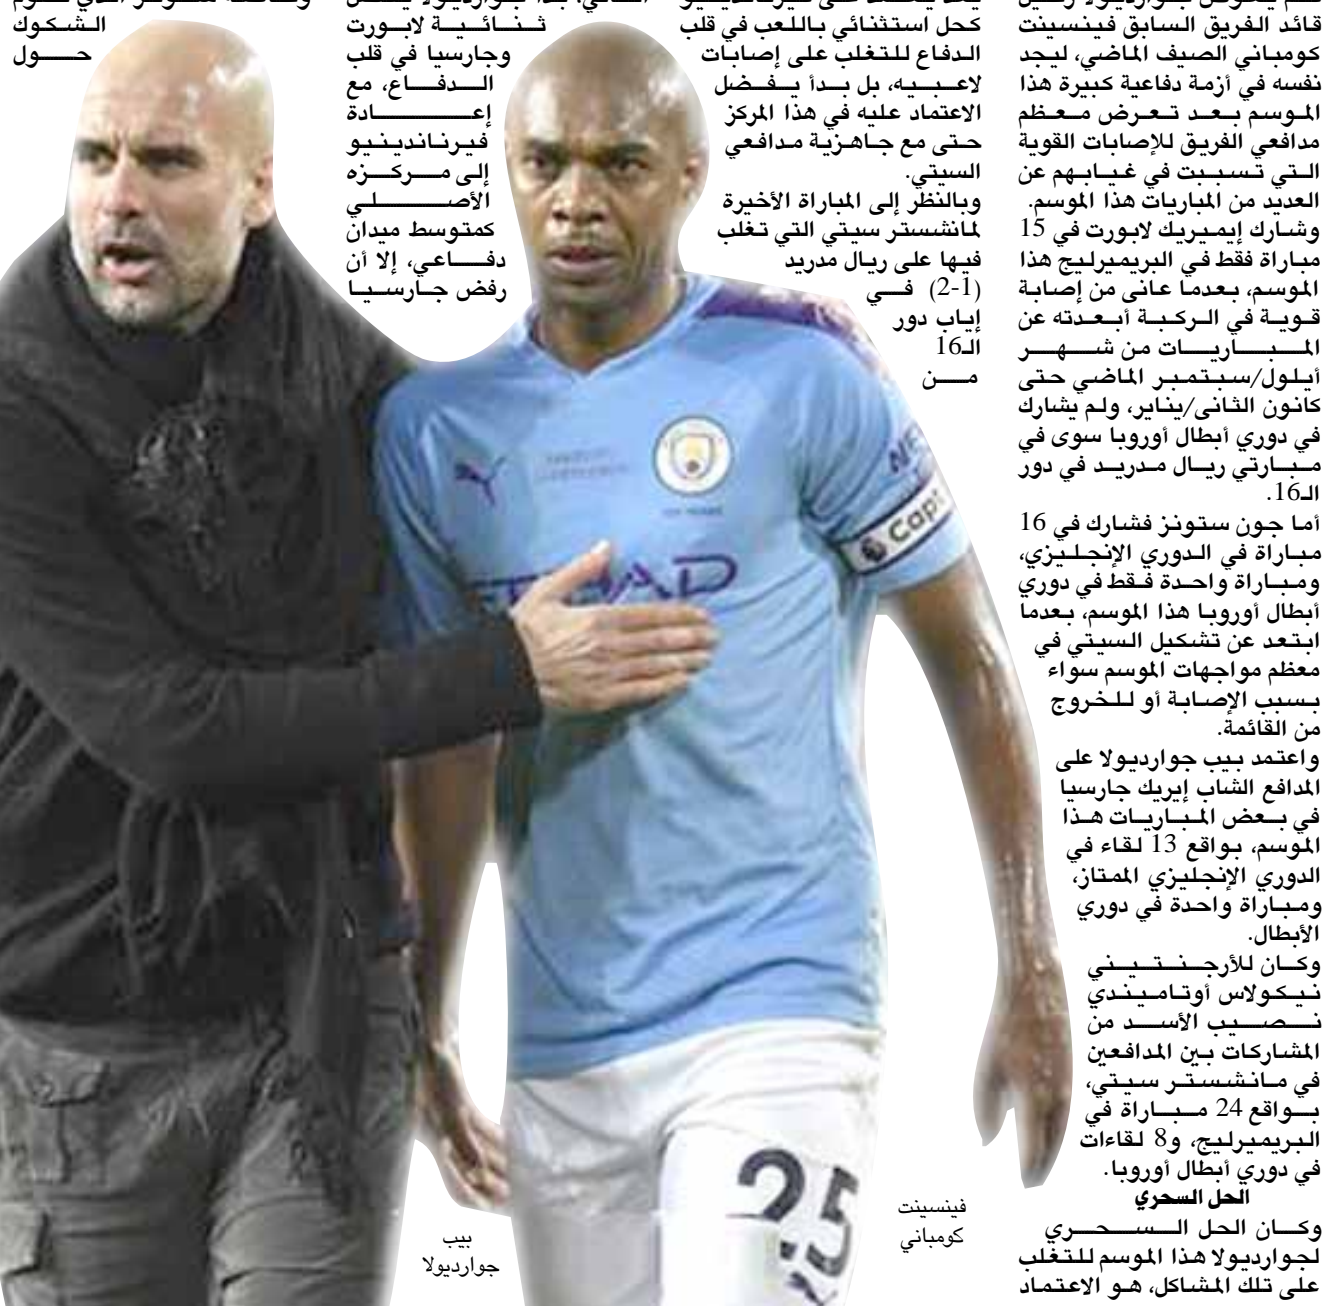 قائد الفريق السابق فينسينت
كومباني الصيف الماضي، ليجد
نفسه في أزمة دفاعية كبيرة هذا
الموسم بعد تعرض معظم
مدافعي الفريق للإصابات القوية
التي تسببت في غيابهم عن
العديد من المباريات هذا الموسم.
وشارك إيميريك لابورت في 15
مباراة فقط في البريميرليج هذا
الموسم، بعدما عانى من إصابة
قوية في الركبة أبعدته عن
المباريات من شهر
أيلول/سبتمبر الماضي حتى
كانون الثانى/يناير، ولم يشارك
في دوري أبطال أوروبا سوى في
مبارتي ريال مدريد في دور
الـ16.
أما جون ستونز فشارك في 16
مباراة في الدوري الإنجليزي،
ومباراة واحدة فقط في دوري
أبطال أوروبا هذا الموسم، بعدما
ابتعد عن تشكيل السيتي في
معظم مواجهات الموسم سواء
بسبب الإصابة أو للخروج
من القائمة.
واعتمد بيب جوارديولا على
المدافع الشاب إيريك جارسيا
في بعض المباريات هذا
الموسم، بواقع 13 لقاء في
الدوري الإنجليزي الممتاز،
ومباراة واحدة في دوري
الأبطال.
وكان للأرجنتيني
نيكولاس أوتاميندي
نصيب الأسد من
المشاركات بين المدافعين
في مانشستر سيتي،
بواقع 24 مباراة في
البريميرليج، و8 لقاءات
في دوري أبطال أوروبا.
الحل السحري
وكان الحل السحري
لجوارديولا هذا الموسم للتغلب
على تلك المشاكل، هو الاعتماد
كحل استثنائي باللعب في قلب
الدفاع للتغلب على إصابات
لاعبيه، بل بدأ يفضل
الاعتماد عليه في هذا المركز
حتى مع جاهزية مدافعي
السيتي.
وبالنظر إلى المباراة الأخيرة
لمانشستر سيتي التي تغلب
فيها على ريال مدريد
(2-1) في
إياب دور
الـ16
من
ثنائية لابورت
وجارسيا في قلب
الدفاع، مع
إعادة
فيرناندينيو
إلى مركزه
الأصلي
كمتوسط ميدان
دفاعي، إلا أن
رفض جارسيا
الشكوك
حول
Capt
25
فينسينت
كومباني
بيب
جوارديولا